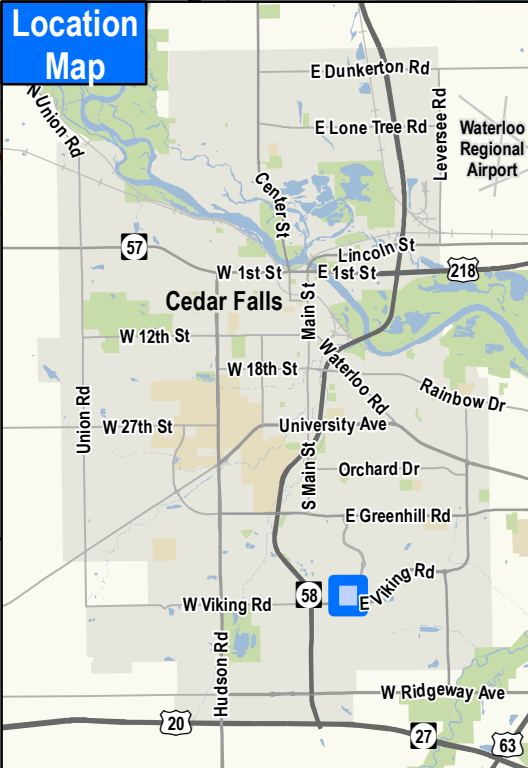 Location
Map
E Dunkerton Rd
N Union Rd
E Lone Tree Rd
Leversee Rd
Waterloo
Regional
Airport
Center St
57
Lincoln St
W 1st St
E 1st St
218
Cedar Falls
Main St
W 12th St
Waterloo Rd
W 18th St
Rainbow Dr
Union Rd
W 27th St
University Ave
S Main St
Orchard Dr
E Greenhill Rd
58
E Viking Rd
W Viking Rd
Hudson Rd
W Ridgeway Ave
20
27
63